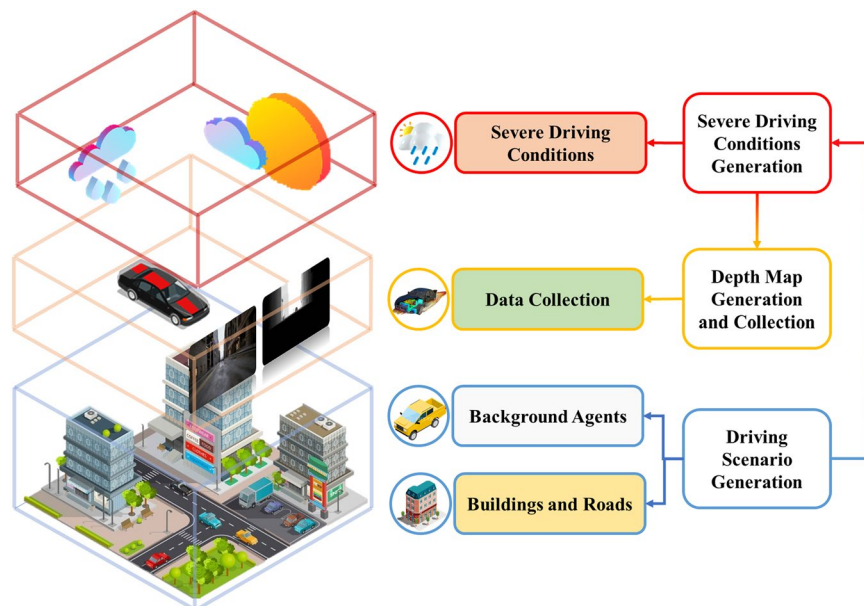 Severe Driving
Conditions
Severe Driving
Conditions
Generation
Data Collection
Depth Map
Generation
and Collection
Background Agents
Driving
Scenario
Generation
Buildings and Roads